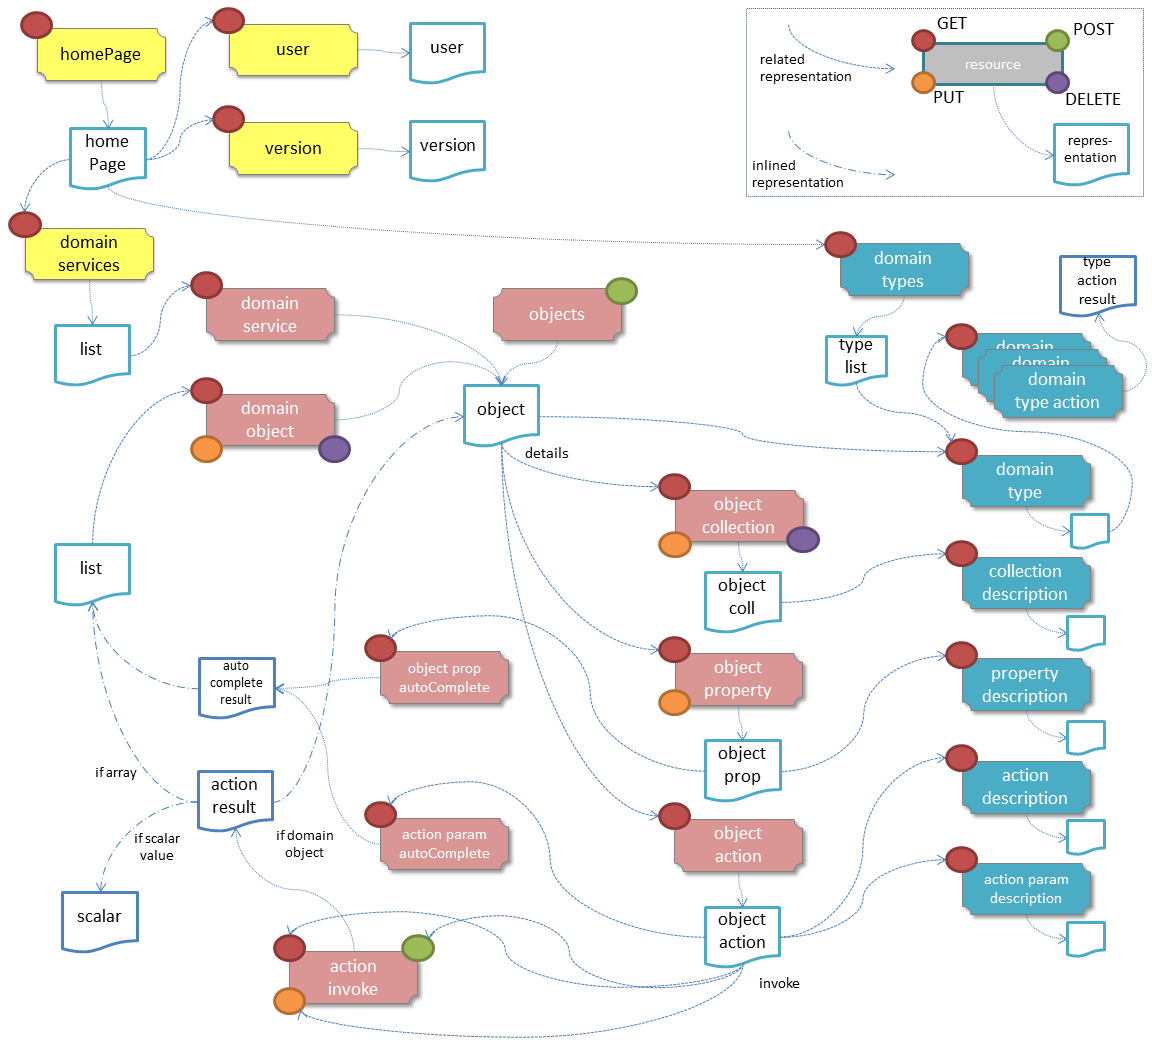 homePage
user
user
GET
POST
resource
related
representation
PUT
DELETE
home
Page
version
version
repres-
entation
inlined
representation
domain
services
domain
types
type
action
result
domain
service
objects
list
type
list
domain
domain
domain
type action
domain
object
object
details
domain
type
object
collection
list
object
coll
collection
description
auto
complete
result
object prop
autoComplete
object
property
property
description
object
prop
if array
action
result
action
description
if scalar
value
if domain
object
action param
autoComplete
object
action
action param
description
scalar
object
action
action
invoke
invoke